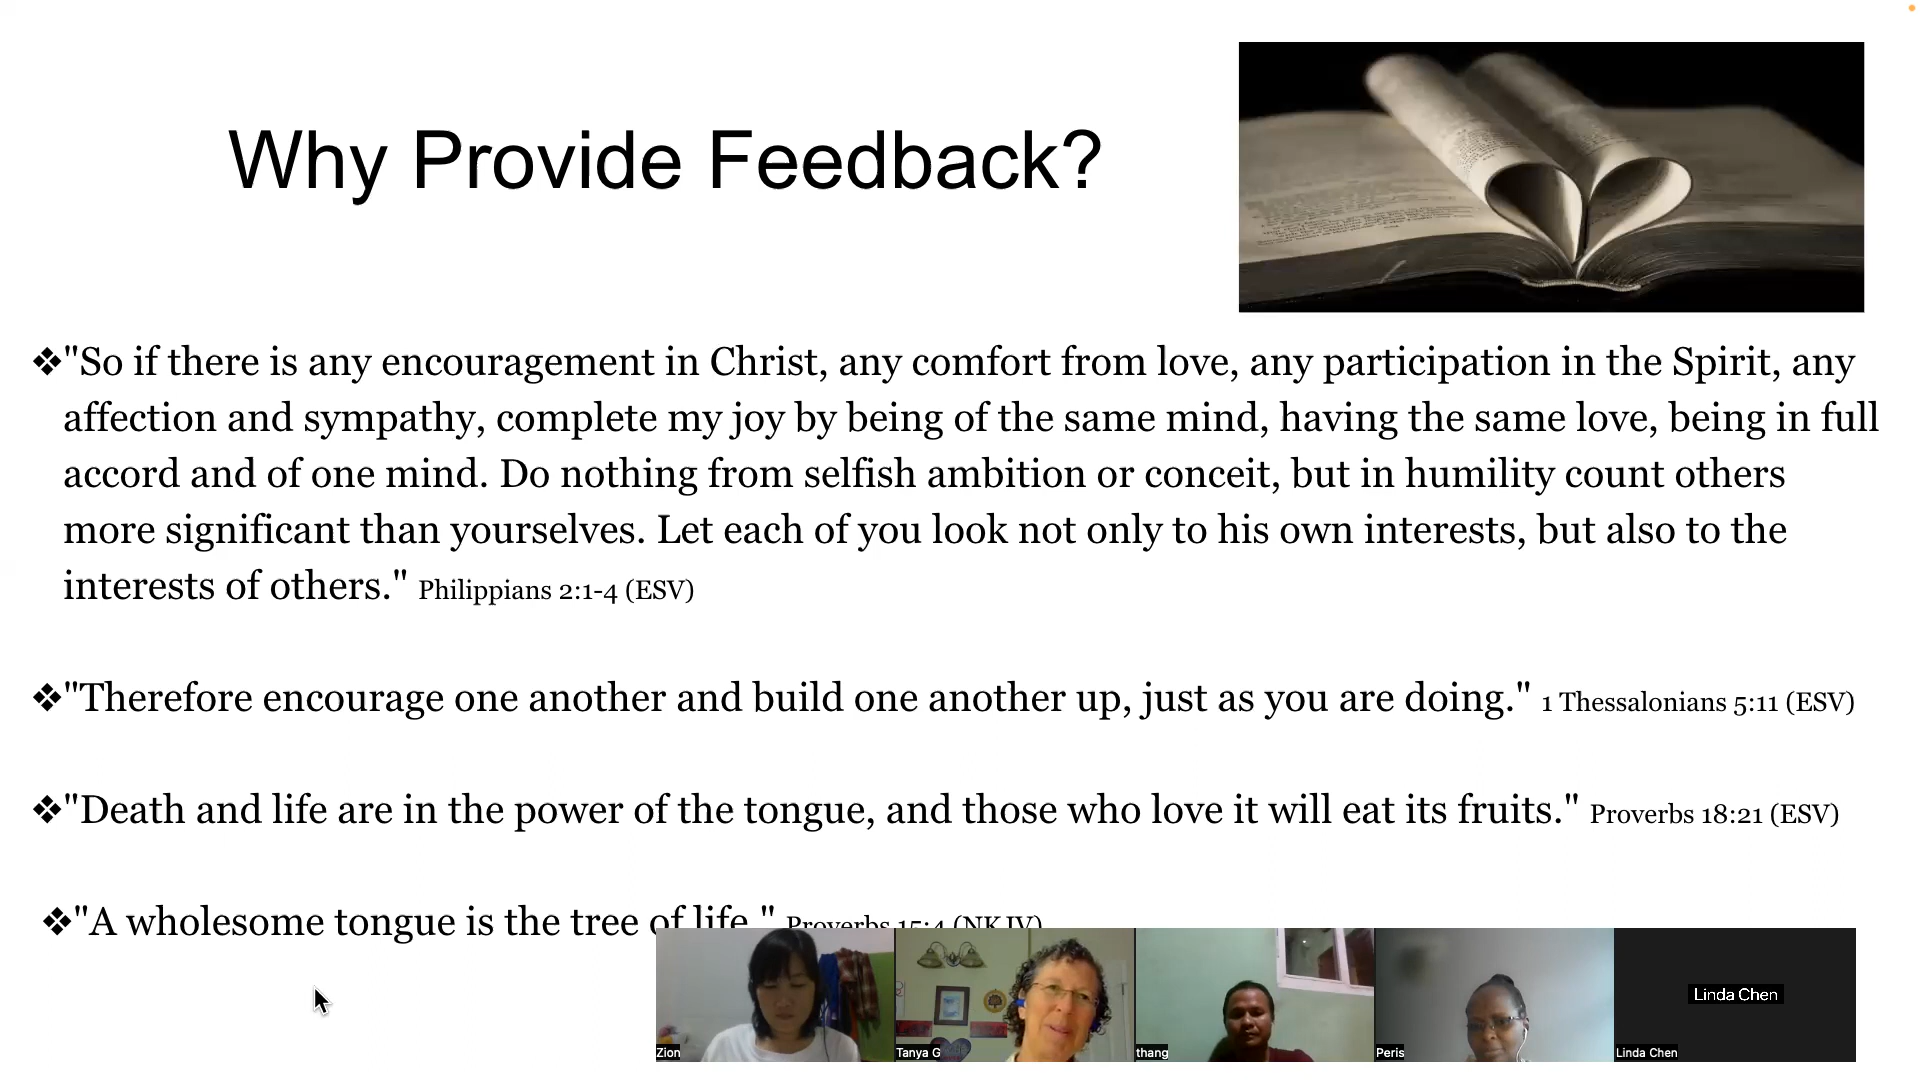 Why Provide Feedback?
❖"So if there is any encouragement in Christ, any comfort from love, any participation in the Spirit, any
affection and sympathy, complete my joy by being of the same mind, having the same love, being in full
accord and of one mind. Do nothing from selfish ambition or conceit, but in humility count others
more significant than yourselves. Let each of you look not only to his own interests, but also to the
interests of others." Philippians 2:1-4 (ESV)
❖"Therefore encourage one another and build one another up, just as you are doing." 1 Thessalonians 5:11 (ESV)
❖"Death and life are in the power of the tongue, and those who love it will eat its fruits." Proverbs 18:21 (ESV)
❖"A wholesome tongue is the tree of life." Proverbs 15:4 (NKJV)
Linda Chen
Zion
Tanya G
thang
Peris
Linda Chen